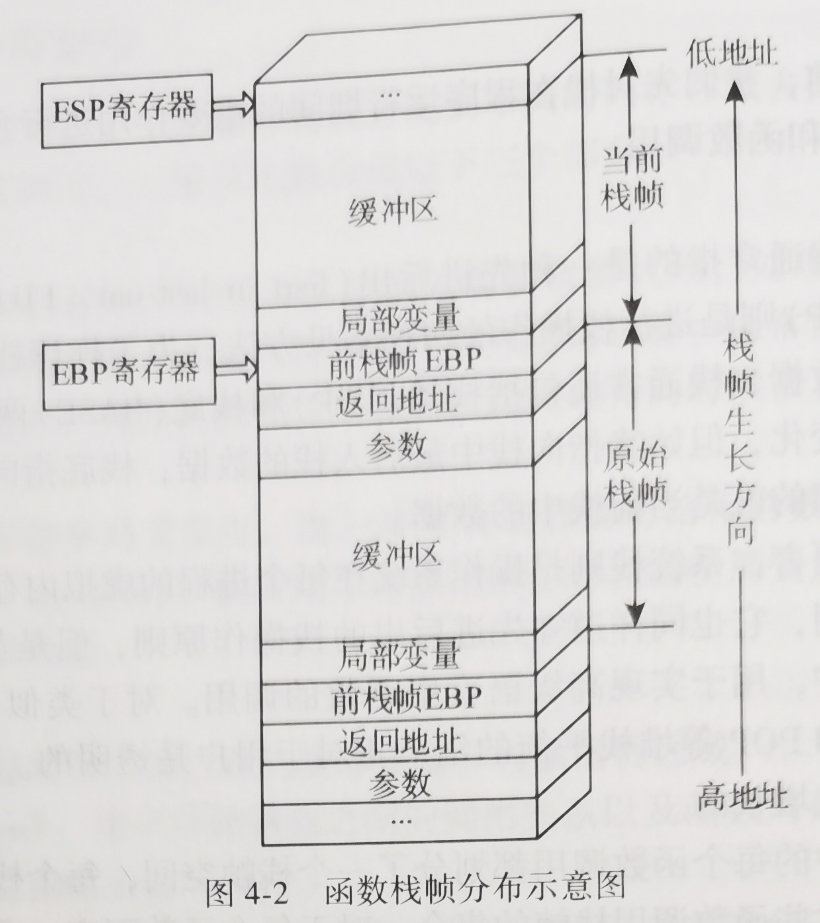 低地址
ESP寄存器
...
当前
栈帧
缓冲区
局部变量
前栈帧EBP
EBP寄存器
返回地址
参数
栈帧生长方向
原始
栈帧
缓冲区
局部变量
前栈帧EBP
返回地址
参数
高地址
...
图 4-2 函数栈帧分布示意图